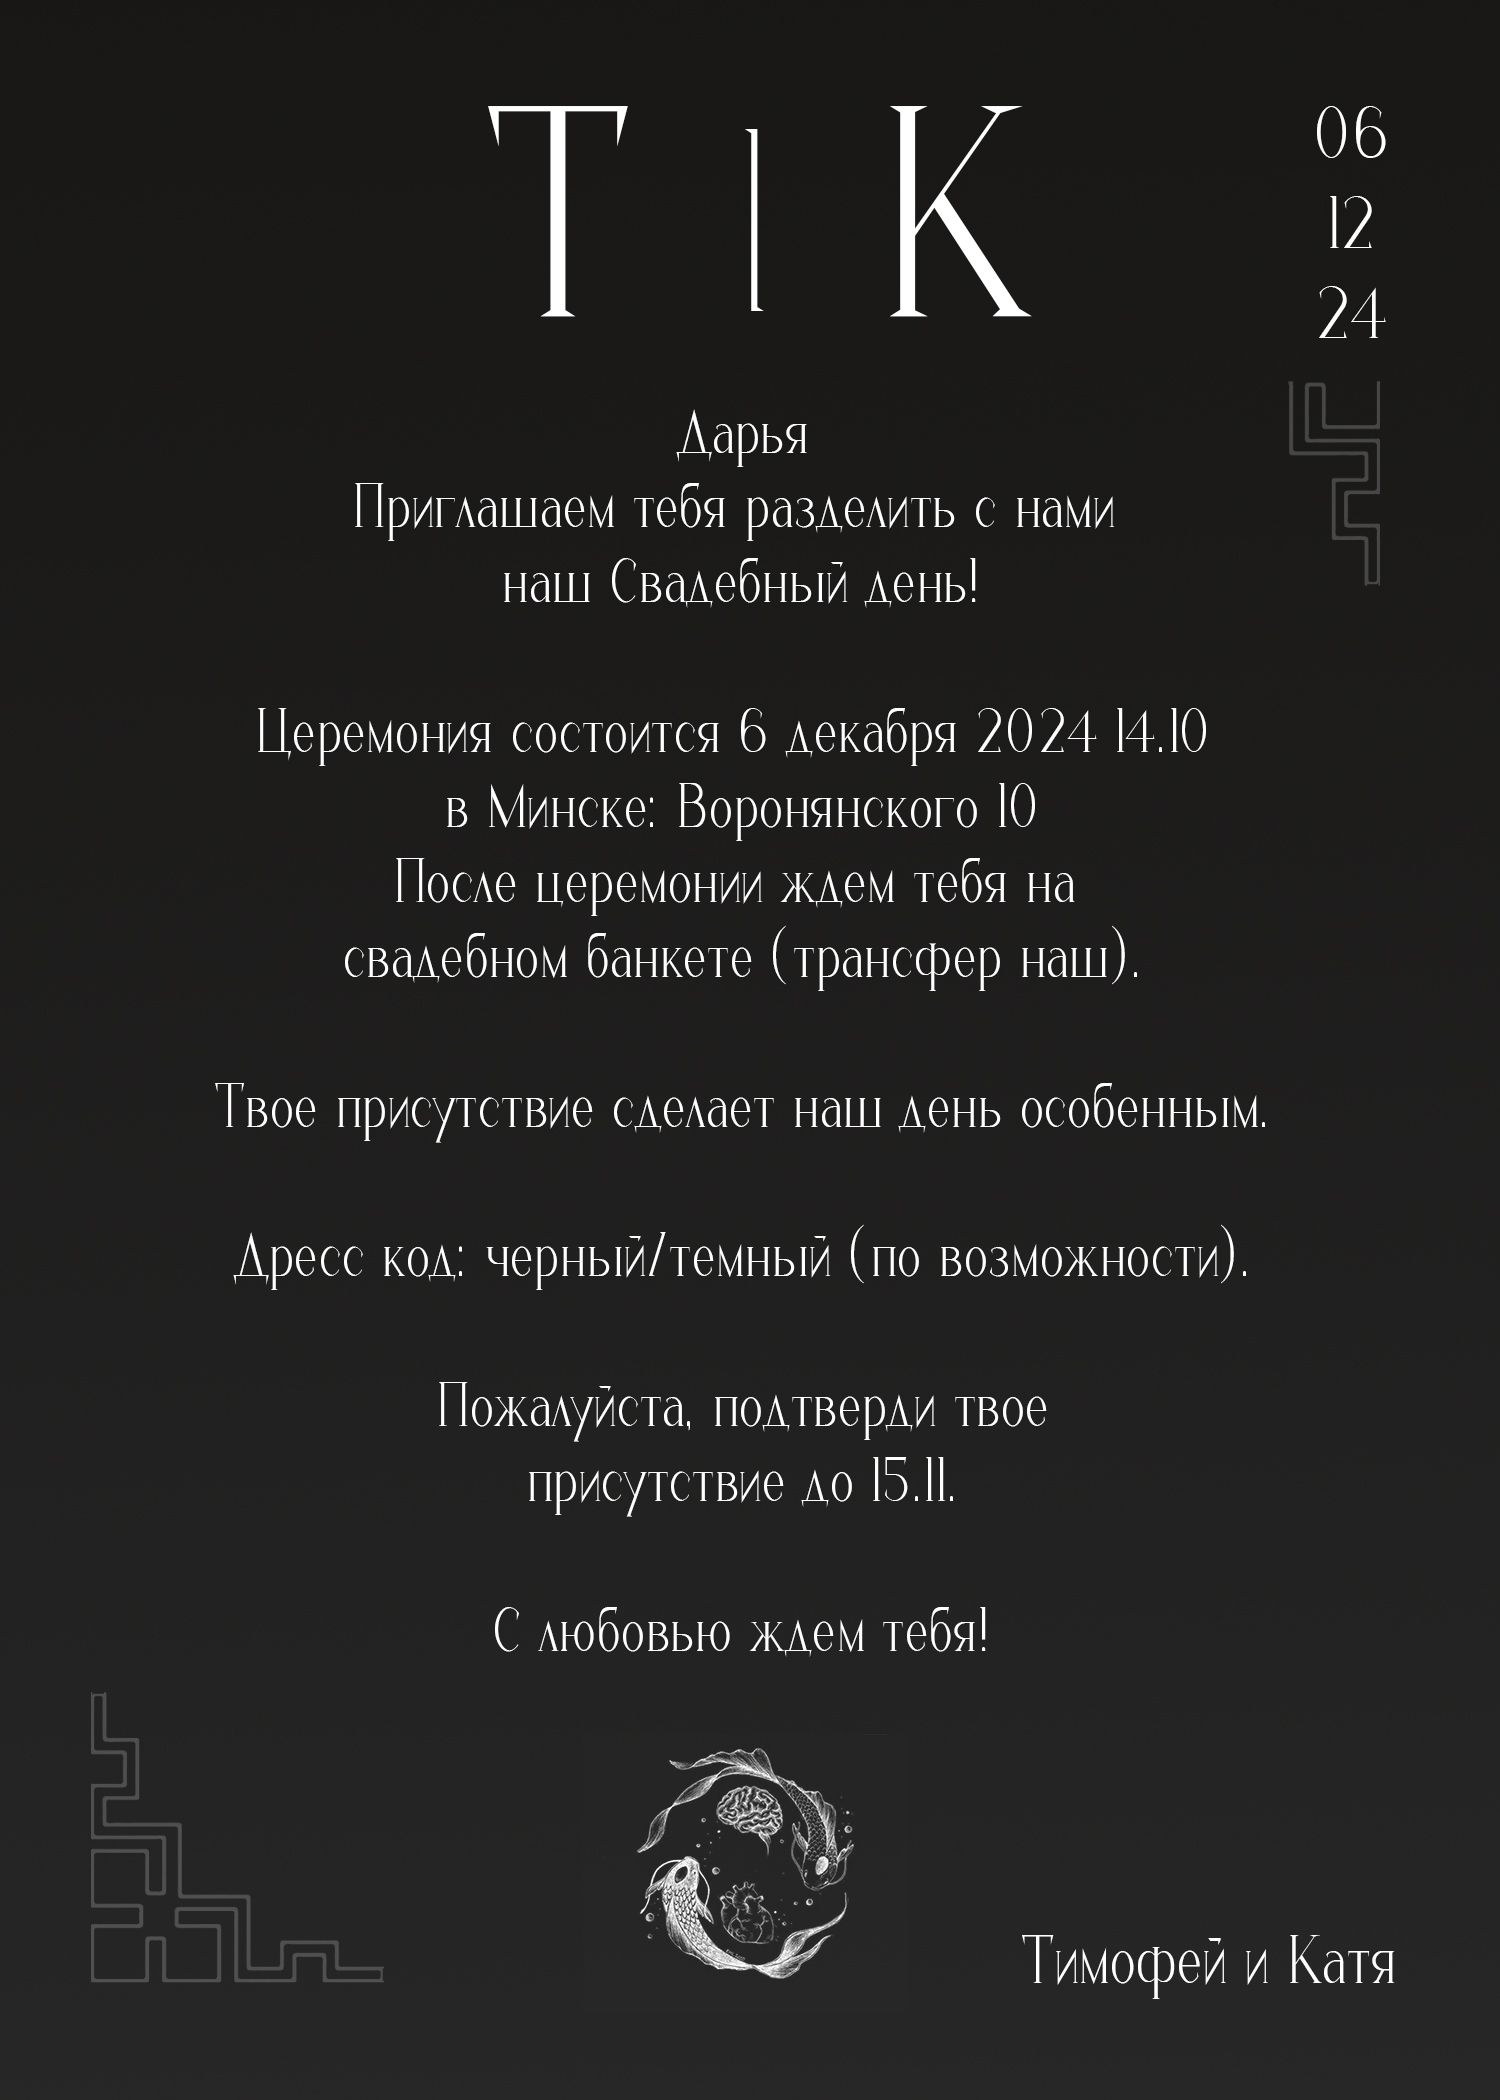 T | K
06
12
24
Дарья
Приглашаем тебя разделить с нами
наш Свадебный день!
Церемония состоится 6 декабря 2024 14.10
в Минске: Воронянского 10
После церемонии ждем тебя на
свадебном банкете (трансфер наш).
Твое присутствие сделает наш день особенным.
Дресс код: черный/темный (по возможности).
Пожалуйста, подтверди твое
присутствие до 15.11.
С любовью ждем тебя!
Тимофей и Катя